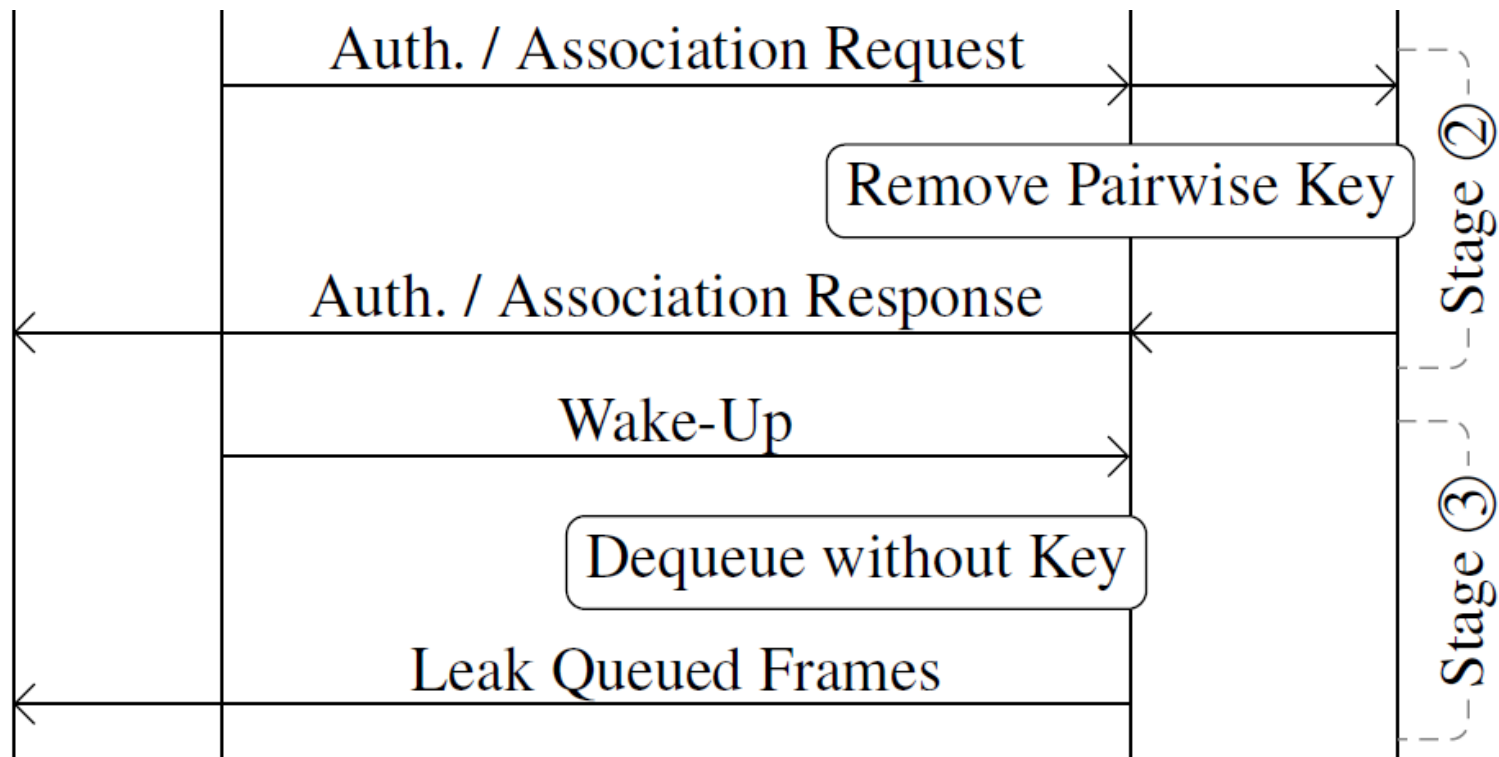 Auth. / Association Request
Remove Pairwise Key
Auth. / Association Response
Stage ②
Wake-Up
Dequeue without Key
Leak Queued Frames
Stage ③